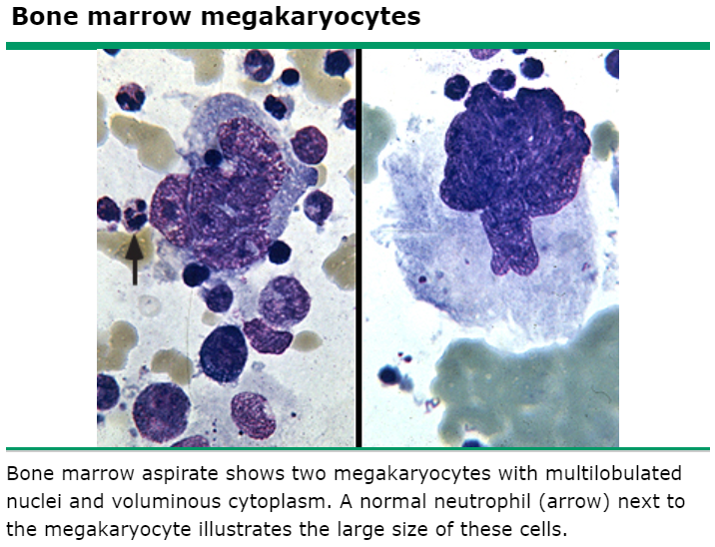 Bone marrow megakaryocytes
Bone marrow aspirate shows two megakaryocytes with multilobulated
nuclei and voluminous cytoplasm. A normal neutrophil (arrow) next to
the megakaryocyte illustrates the large size of these cells.